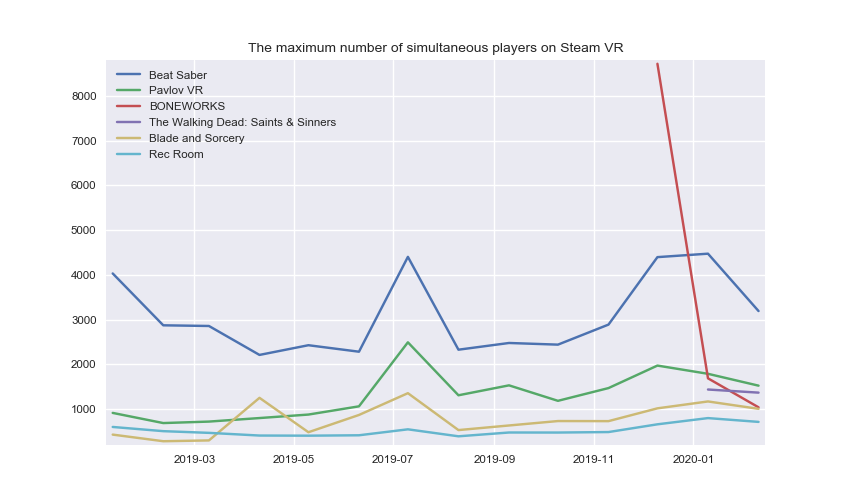 The maximum number of simultaneous players on Steam VR
Beat Saber
Pavlov VR
BONEWORKS
The Walking Dead: Saints & Sinners
Blade and Sorcery
Rec Room
8000
7000
6000
5000
4000
3000
2000
1000
2019-03
2019-05
2019-07
2019-09
2019-11
2020-01